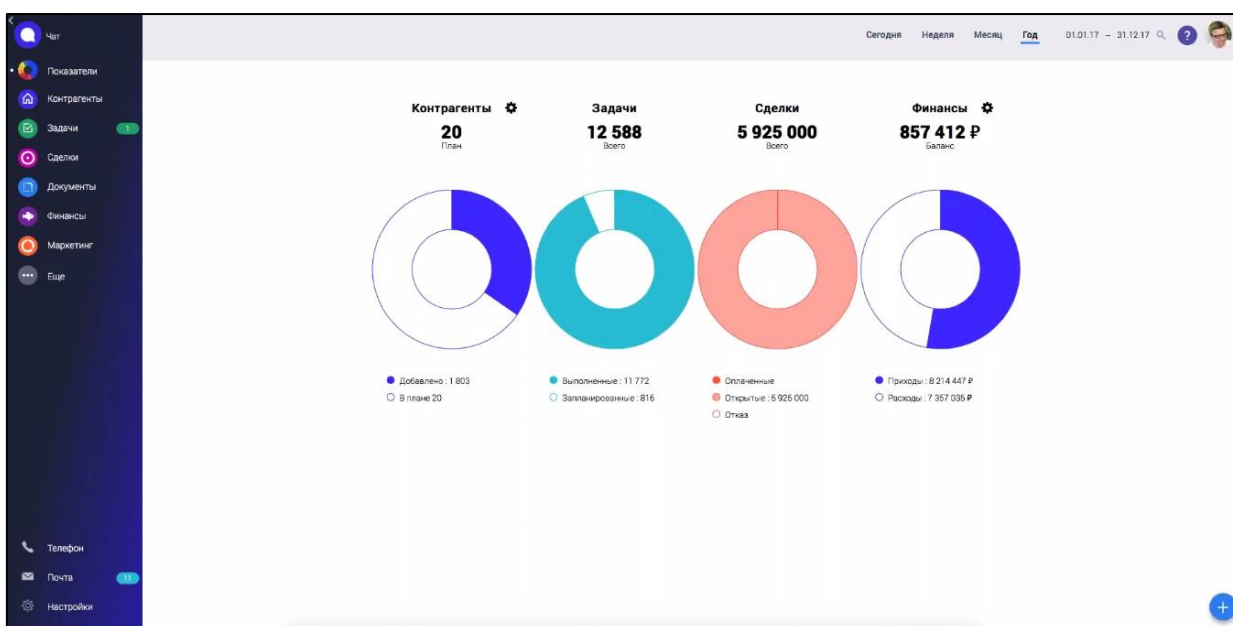 Чат
Сегодня Неделя Месяц Год 01.01.17 – 31.12.17 ?
Показатели
Контрагенты
Задачи 1
Сделки
Документы
Финансы
Маркетинг
Еще
Контрагенты Задачи Сделки Финансы
20 12 588 5 925 000 857 412 ₽
План Всего Всего Баланс
Добавлено : 1 803 Выполненные : 11 772 Оплаченные Приходы : 8 214 447 ₽
В плане 20 Запланированные : 816 Открытые : 5 925 000 Расходы : 7 357 035 ₽
Отказ
Телефон
Почта 11
Настройки